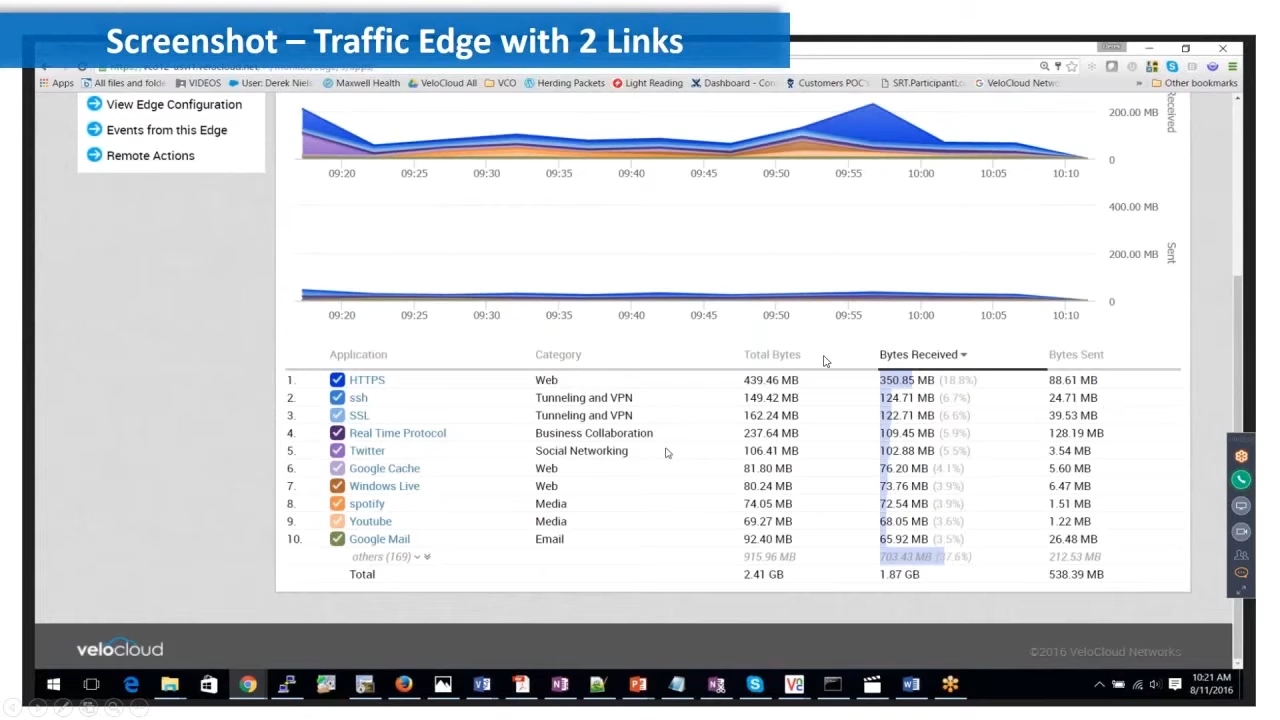 Screenshot – Traffic Edge with 2 Links
Apps All files and folde VIDEOS User: Derek Niel Maxwell Health VeloCloud All VCO Herding Packets Light Reading Dashboard - Con Customers POC's SRT.ParticipantLo VeloCloud Netwo » Other bookmarks
View Edge Configuration
Events from this Edge
Remote Actions
200.00 MB
Received
0
09:20 09:25 09:30 09:35 09:40 09:45 09:50 09:55 10:00 10:05 10:10
400.00 MB
200.00 MB
Sent
0
09:20 09:25 09:30 09:35 09:40 09:45 09:50 09:55 10:00 10:05 10:10
Application Category Total Bytes Bytes Received Bytes Sent
1. HTTPS Web 439.46 MB 350.85 MB (18.8%) 88.61 MB
2. ssh Tunneling and VPN 149.42 MB 124.71 MB (6.7%) 24.71 MB
3. SSL Tunneling and VPN 162.24 MB 122.71 MB (6.6%) 39.53 MB
4. Real Time Protocol Business Collaboration 237.64 MB 109.45 MB (5.9%) 128.19 MB
5. Twitter Social Networking 106.41 MB 102.88 MB (5.5%) 3.54 MB
6. Google Cache Web 81.80 MB 76.20 MB (4.1%) 5.60 MB
7. Windows Live Web 80.24 MB 73.76 MB (3.9%) 6.47 MB
8. spotify Media 74.05 MB 72.54 MB (3.9%) 1.51 MB
9. Youtube Media 69.27 MB 68.05 MB (3.6%) 1.22 MB
10. Google Mail Email 92.40 MB 65.92 MB (3.5%) 26.48 MB
others (169) 915.96 MB 703.43 MB (37.6%) 212.53 MB
Total 2.41 GB 1.87 GB 538.39 MB
velocloud
©2016 VeloCloud Networks
10:21 AM
8/11/2016